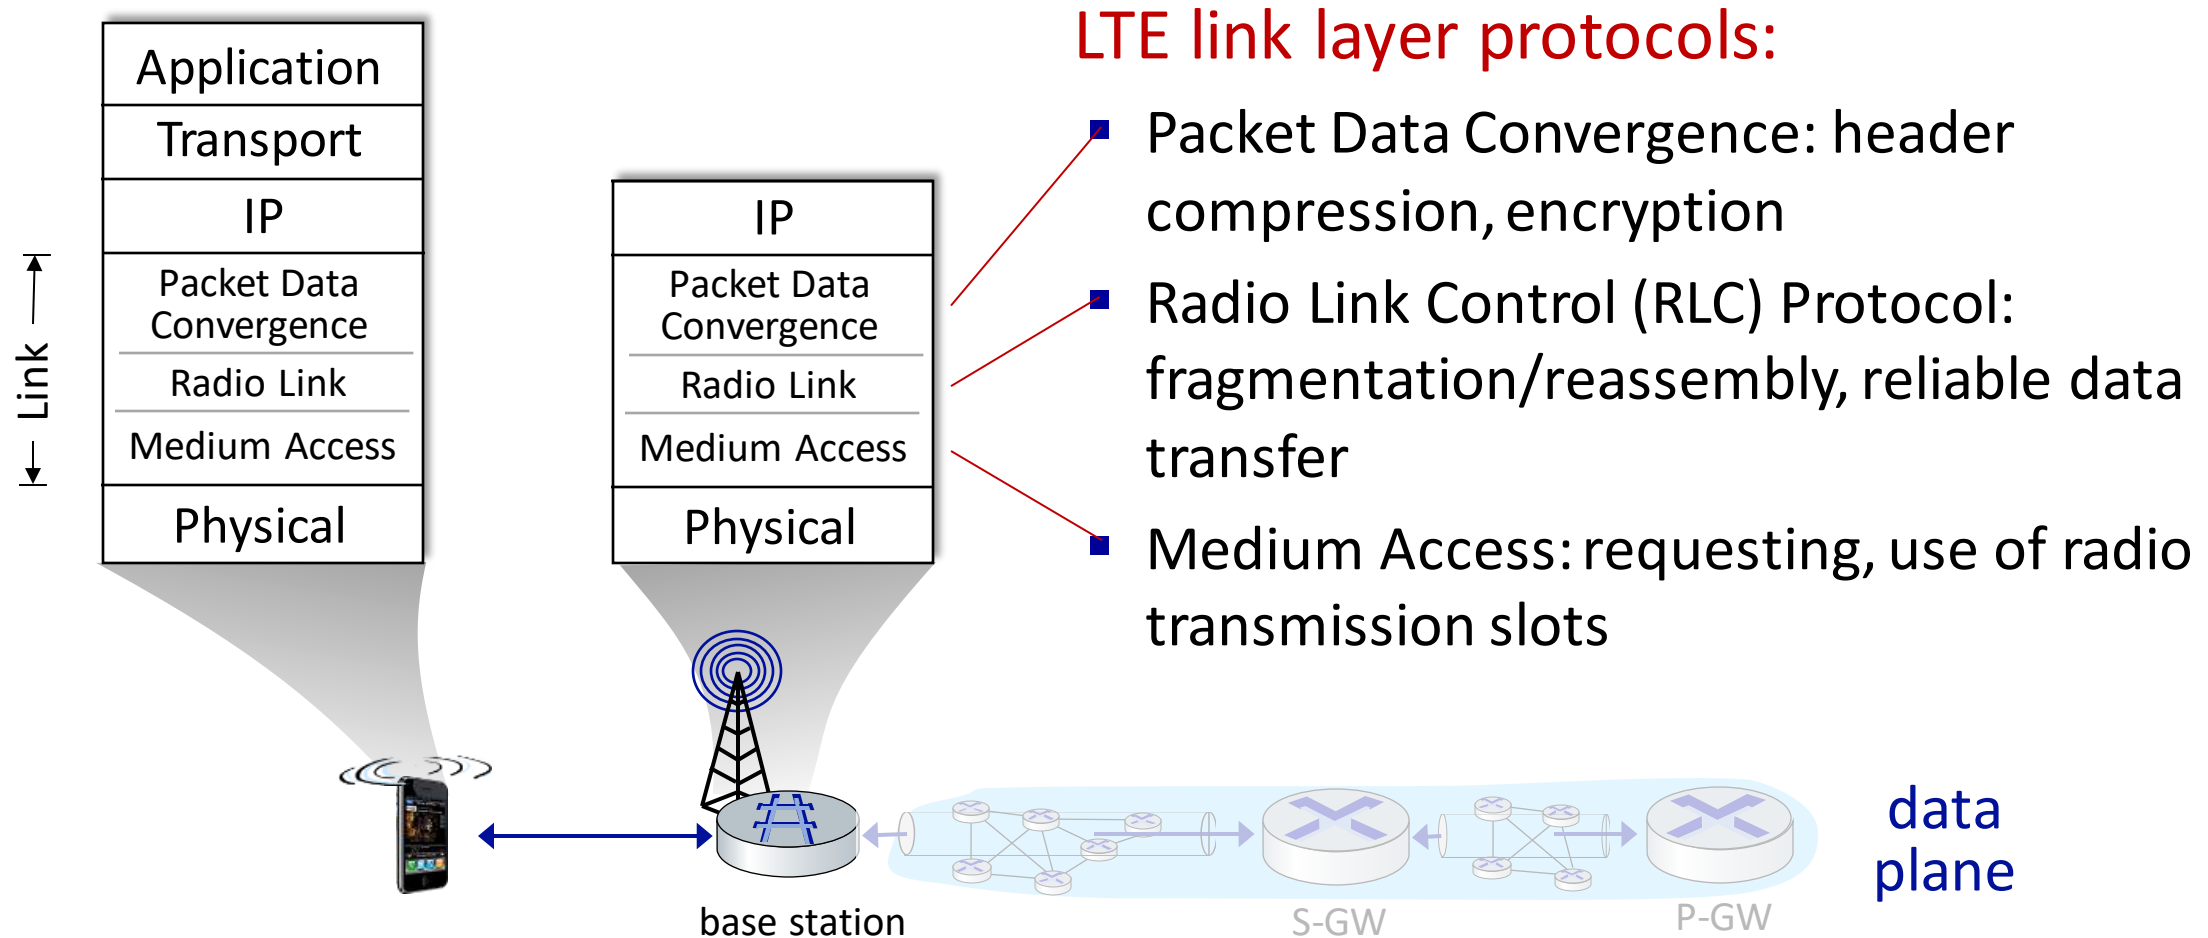 Application
Transport
IP
Packet Data
Convergence
Radio Link
Medium Access
Physical
Link
IP
Packet Data
Convergence
Radio Link
Medium Access
Physical
LTE link layer protocols:
Packet Data Convergence: header
compression, encryption
Radio Link Control (RLC) Protocol:
fragmentation/reassembly, reliable data
transfer
Medium Access: requesting, use of radio
transmission slots
base station
S-GW
P-GW
data
plane